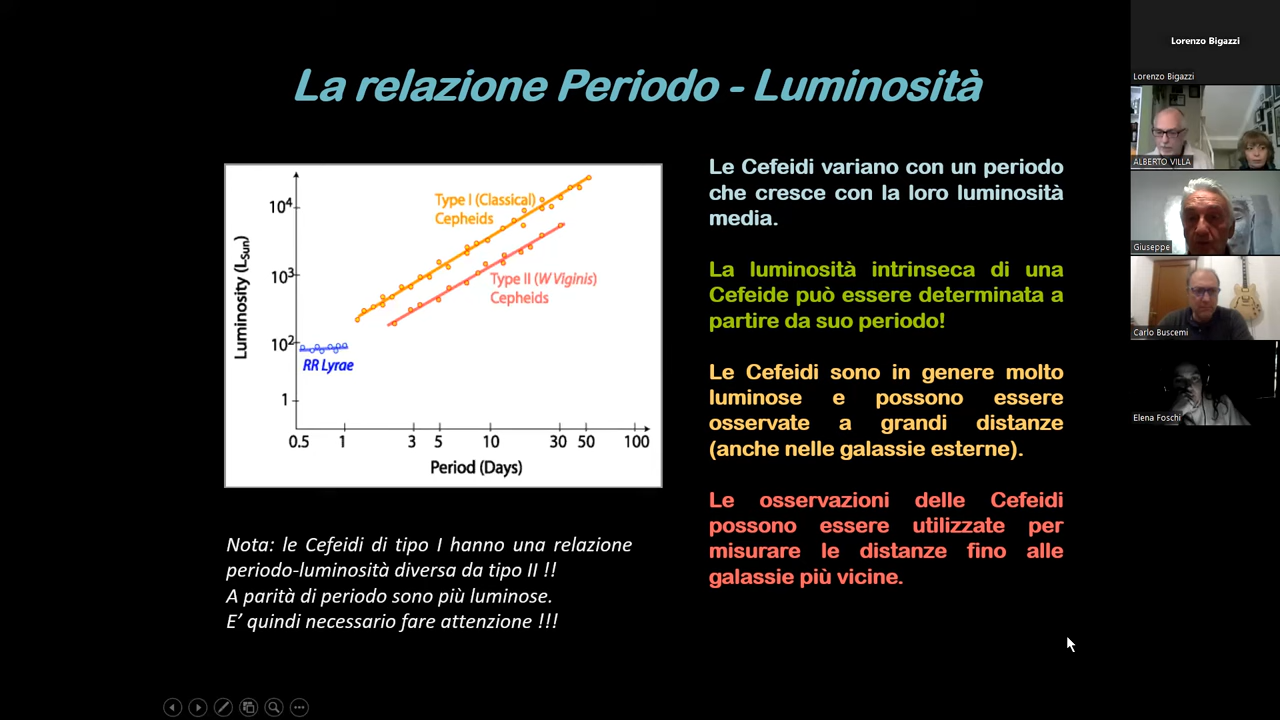 La relazione Periodo - Luminosità
10⁴
10³
10²
1
Luminosity (LSun)
Type I (Classical)
Cepheids
Type II (W Viginis)
Cepheids
RR Lyrae
0.5 1 3 5 10 30 50 100
Period (Days)
Nota: le Cefeidi di tipo I hanno una relazione
periodo-luminosità diversa da tipo II !!
A parità di periodo sono più luminose.
E’ quindi necessario fare attenzione !!!
Le Cefeidi variano con un periodo
che cresce con la loro luminosità
media.
La luminosità intrinseca di una
Cefeide può essere determinata a
partire da suo periodo!
Le Cefeidi sono in genere molto
luminose e possono essere
osservate a grandi distanze
(anche nelle galassie esterne).
Le osservazioni delle Cefeidi
possono essere utilizzate per
misurare le distanze fino alle
galassie più vicine.
Lorenzo Bigazzi
Lorenzo Bigazzi
ALBERTO VILLA
Giuseppe
Carlo Buscemi
Elena Foschi